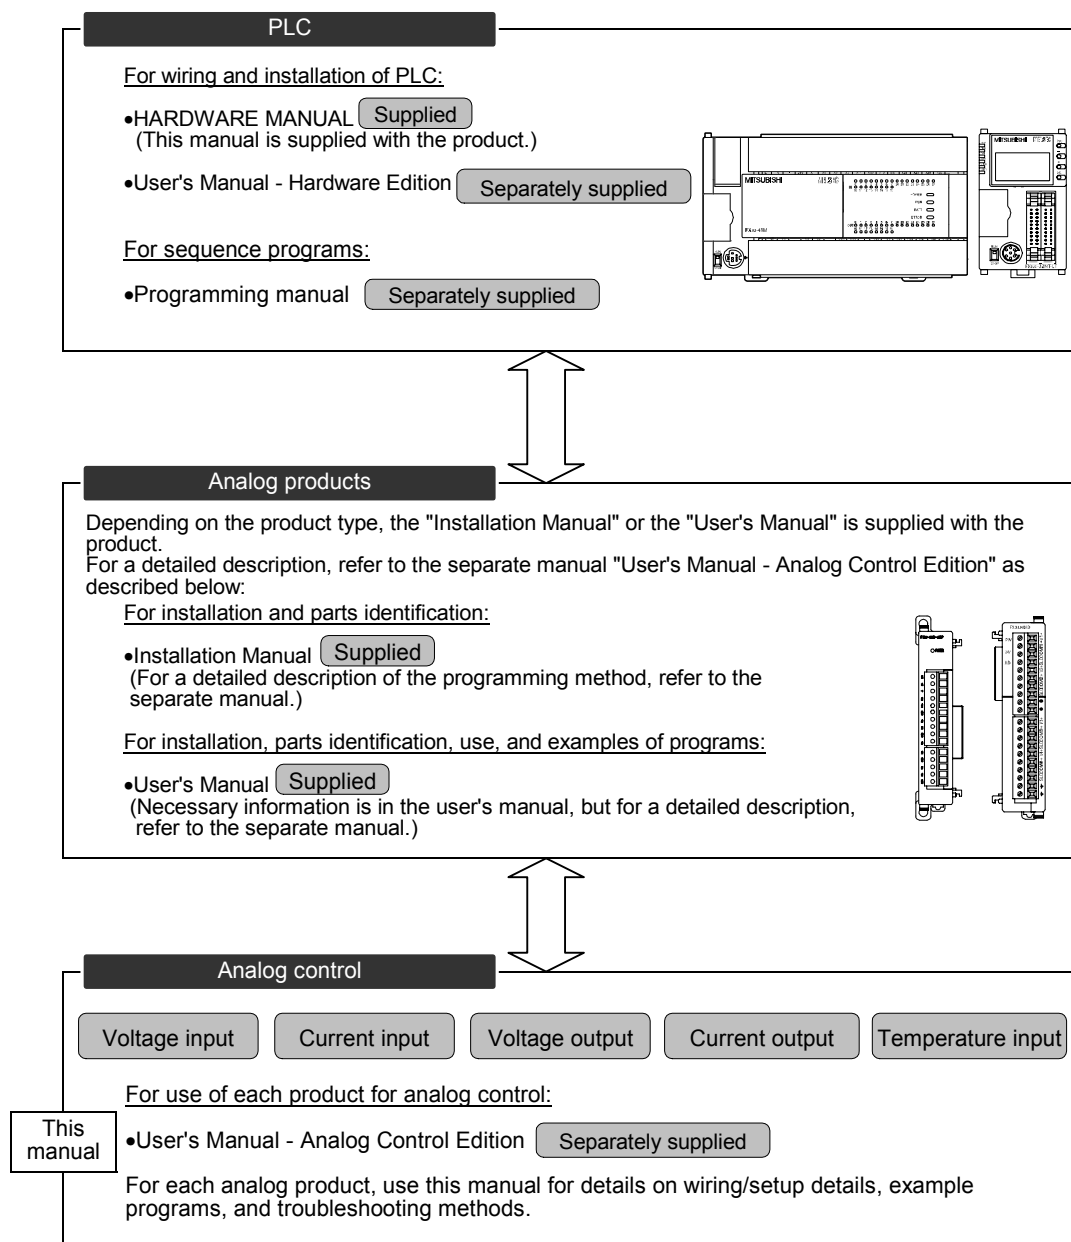 PLC
For wiring and installation of PLC:
•HARDWARE MANUAL Supplied
(This manual is supplied with the product.)
•User's Manual - Hardware Edition Separately supplied
For sequence programs:
•Programming manual Separately supplied
MITSUBISHI
MITSUBISHI
Analog products
Depending on the product type, the "Installation Manual" or the "User's Manual" is supplied with the
product.
For a detailed description, refer to the separate manual "User's Manual - Analog Control Edition" as
described below:
For installation and parts identification:
•Installation Manual Supplied
(For a detailed description of the programming method, refer to the
separate manual.)
For installation, parts identification, use, and examples of programs:
•User's Manual Supplied
(Necessary information is in the user's manual, but for a detailed description,
refer to the separate manual.)
Analog control
Voltage input Current input Voltage output Current output Temperature input
For use of each product for analog control:
This
manual
•User's Manual - Analog Control Edition Separately supplied
For each analog product, use this manual for details on wiring/setup details, example
programs, and troubleshooting methods.